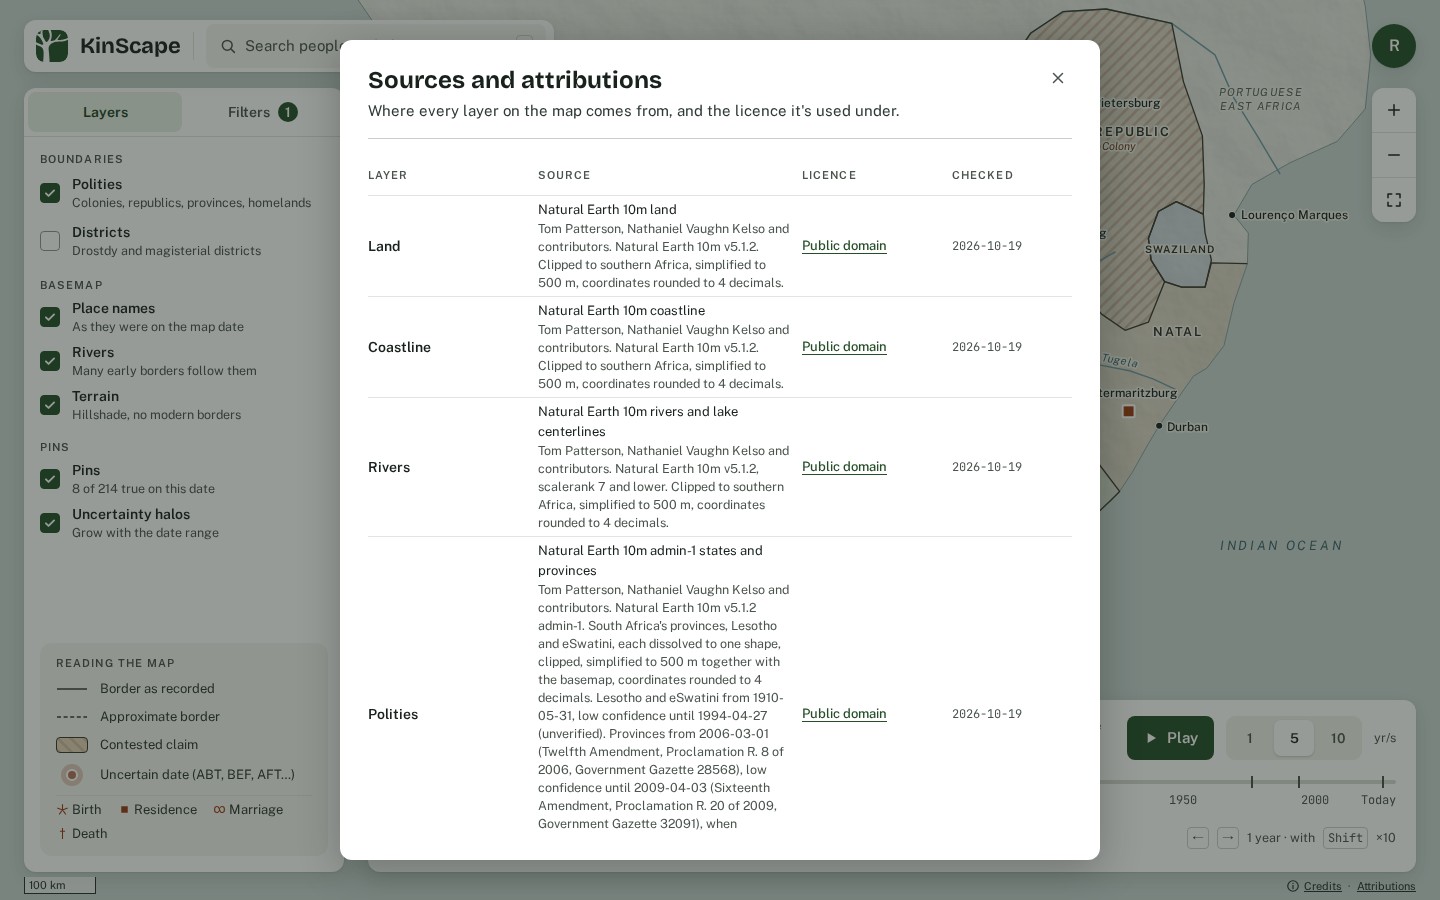 KinScape
Search people
R
Layers
Filters 1
BOUNDARIES
Polities
Colonies, republics, provinces, homelands
Districts
Drostdy and magisterial districts
BASEMAP
Place names
As they were on the map date
Rivers
Many early borders follow them
Terrain
Hillshade, no modern borders
PINS
Pins
8 of 214 true on this date
Uncertainty halos
Grow with the date range
READING THE MAP
Border as recorded
Approximate border
Contested claim
Uncertain date (ABT, BEF, AFT…)
Birth
Residence
Marriage
Death
100 km
Sources and attributions
Where every layer on the map comes from, and the licence it's used under.
LAYER SOURCE LICENCE CHECKED
Natural Earth 10m land
Tom Patterson, Nathaniel Vaughn Kelso and
contributors. Natural Earth 10m v5.1.2.
Clipped to southern Africa, simplified to
500 m, coordinates rounded to 4 decimals.
Land
Public domain
2026-10-19
Natural Earth 10m coastline
Tom Patterson, Nathaniel Vaughn Kelso and
contributors. Natural Earth 10m v5.1.2.
Clipped to southern Africa, simplified to
500 m, coordinates rounded to 4 decimals.
Coastline
Public domain
2026-10-19
Natural Earth 10m rivers and lake
centerlines
Tom Patterson, Nathaniel Vaughn Kelso and
contributors. Natural Earth 10m v5.1.2,
scalerank 7 and lower. Clipped to southern
Africa, simplified to 500 m, coordinates
rounded to 4 decimals.
Rivers
Public domain
2026-10-19
Natural Earth 10m admin-1 states and
provinces
Tom Patterson, Nathaniel Vaughn Kelso and
contributors. Natural Earth 10m v5.1.2
admin-1. South Africa's provinces, Lesotho
and eSwatini, each dissolved to one shape,
clipped, simplified to 500 m together with
the basemap, coordinates rounded to 4
decimals. Lesotho and eSwatini from 1910-
05-31, low confidence until 1994-04-27
(unverified). Provinces from 2006-03-01
(Twelfth Amendment, Proclamation R. 8 of
2006, Government Gazette 28568), low
confidence until 2009-04-03 (Sixteenth
Amendment, Proclamation R. 20 of 2009,
Government Gazette 32091), when
Polities
Public domain
2026-10-19
PORTUGUESE
EAST AFRICA
ietersburg
REPUBLIC
Colony
Lourenço Marques
SWAZILAND
NATAL
Tugela
termaritzburg
Durban
INDIAN OCEAN
Play
1 5 10 yr/s
1950 2000 Today
← → 1 year · with Shift ×10
Credits · Attributions